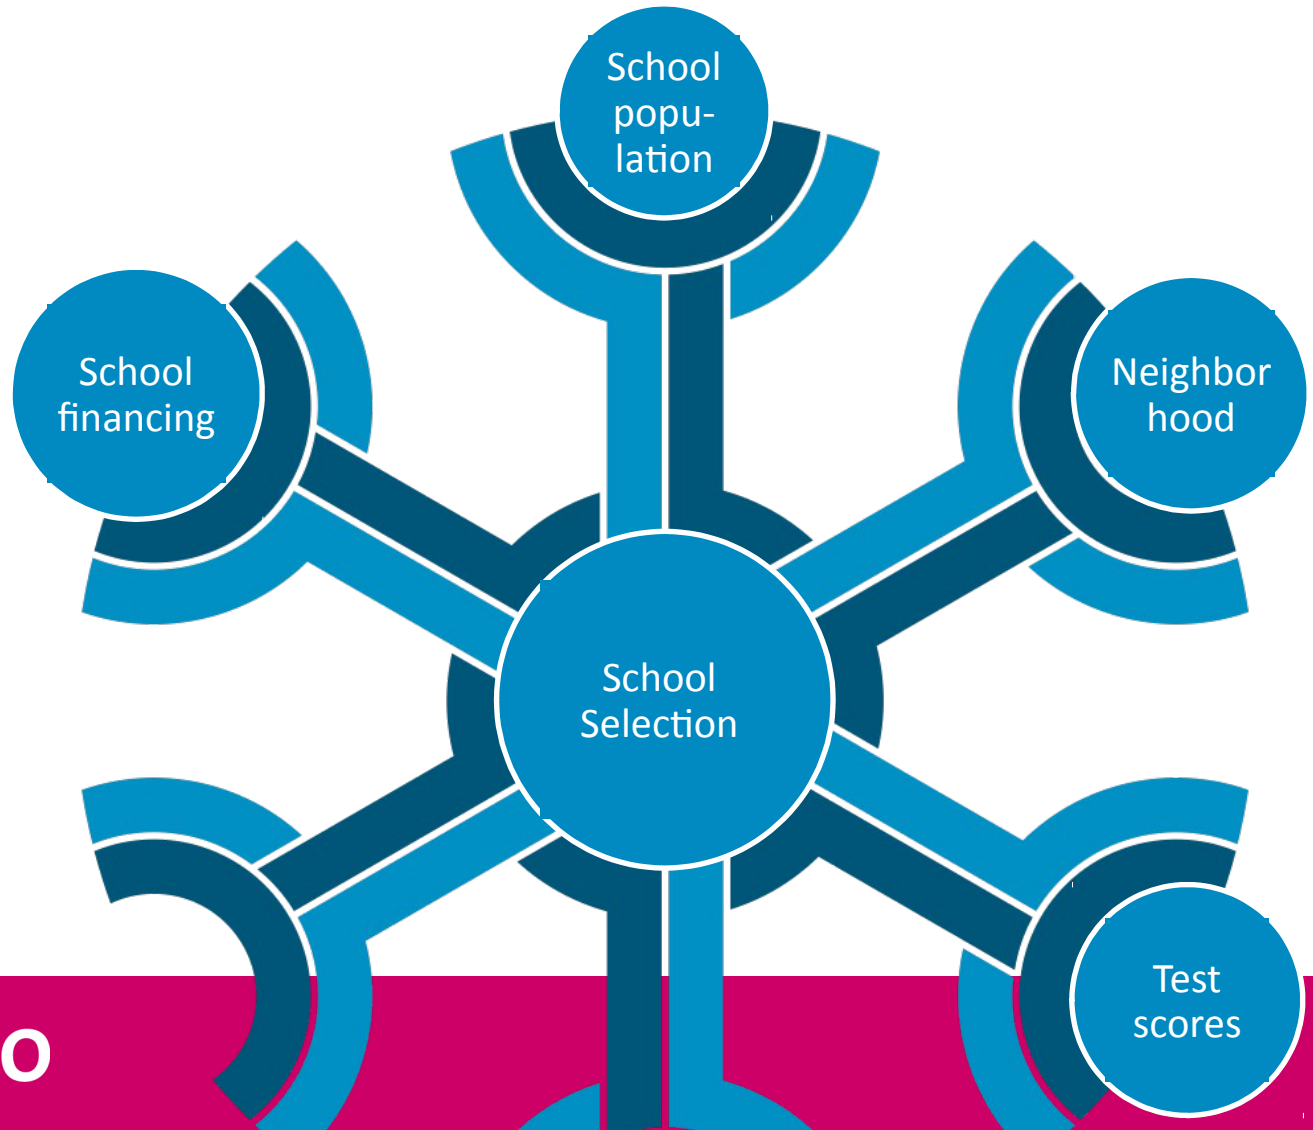 School
popu-
lation
School
financing
Neighbor
hood
School
Selection
Test
scores
o